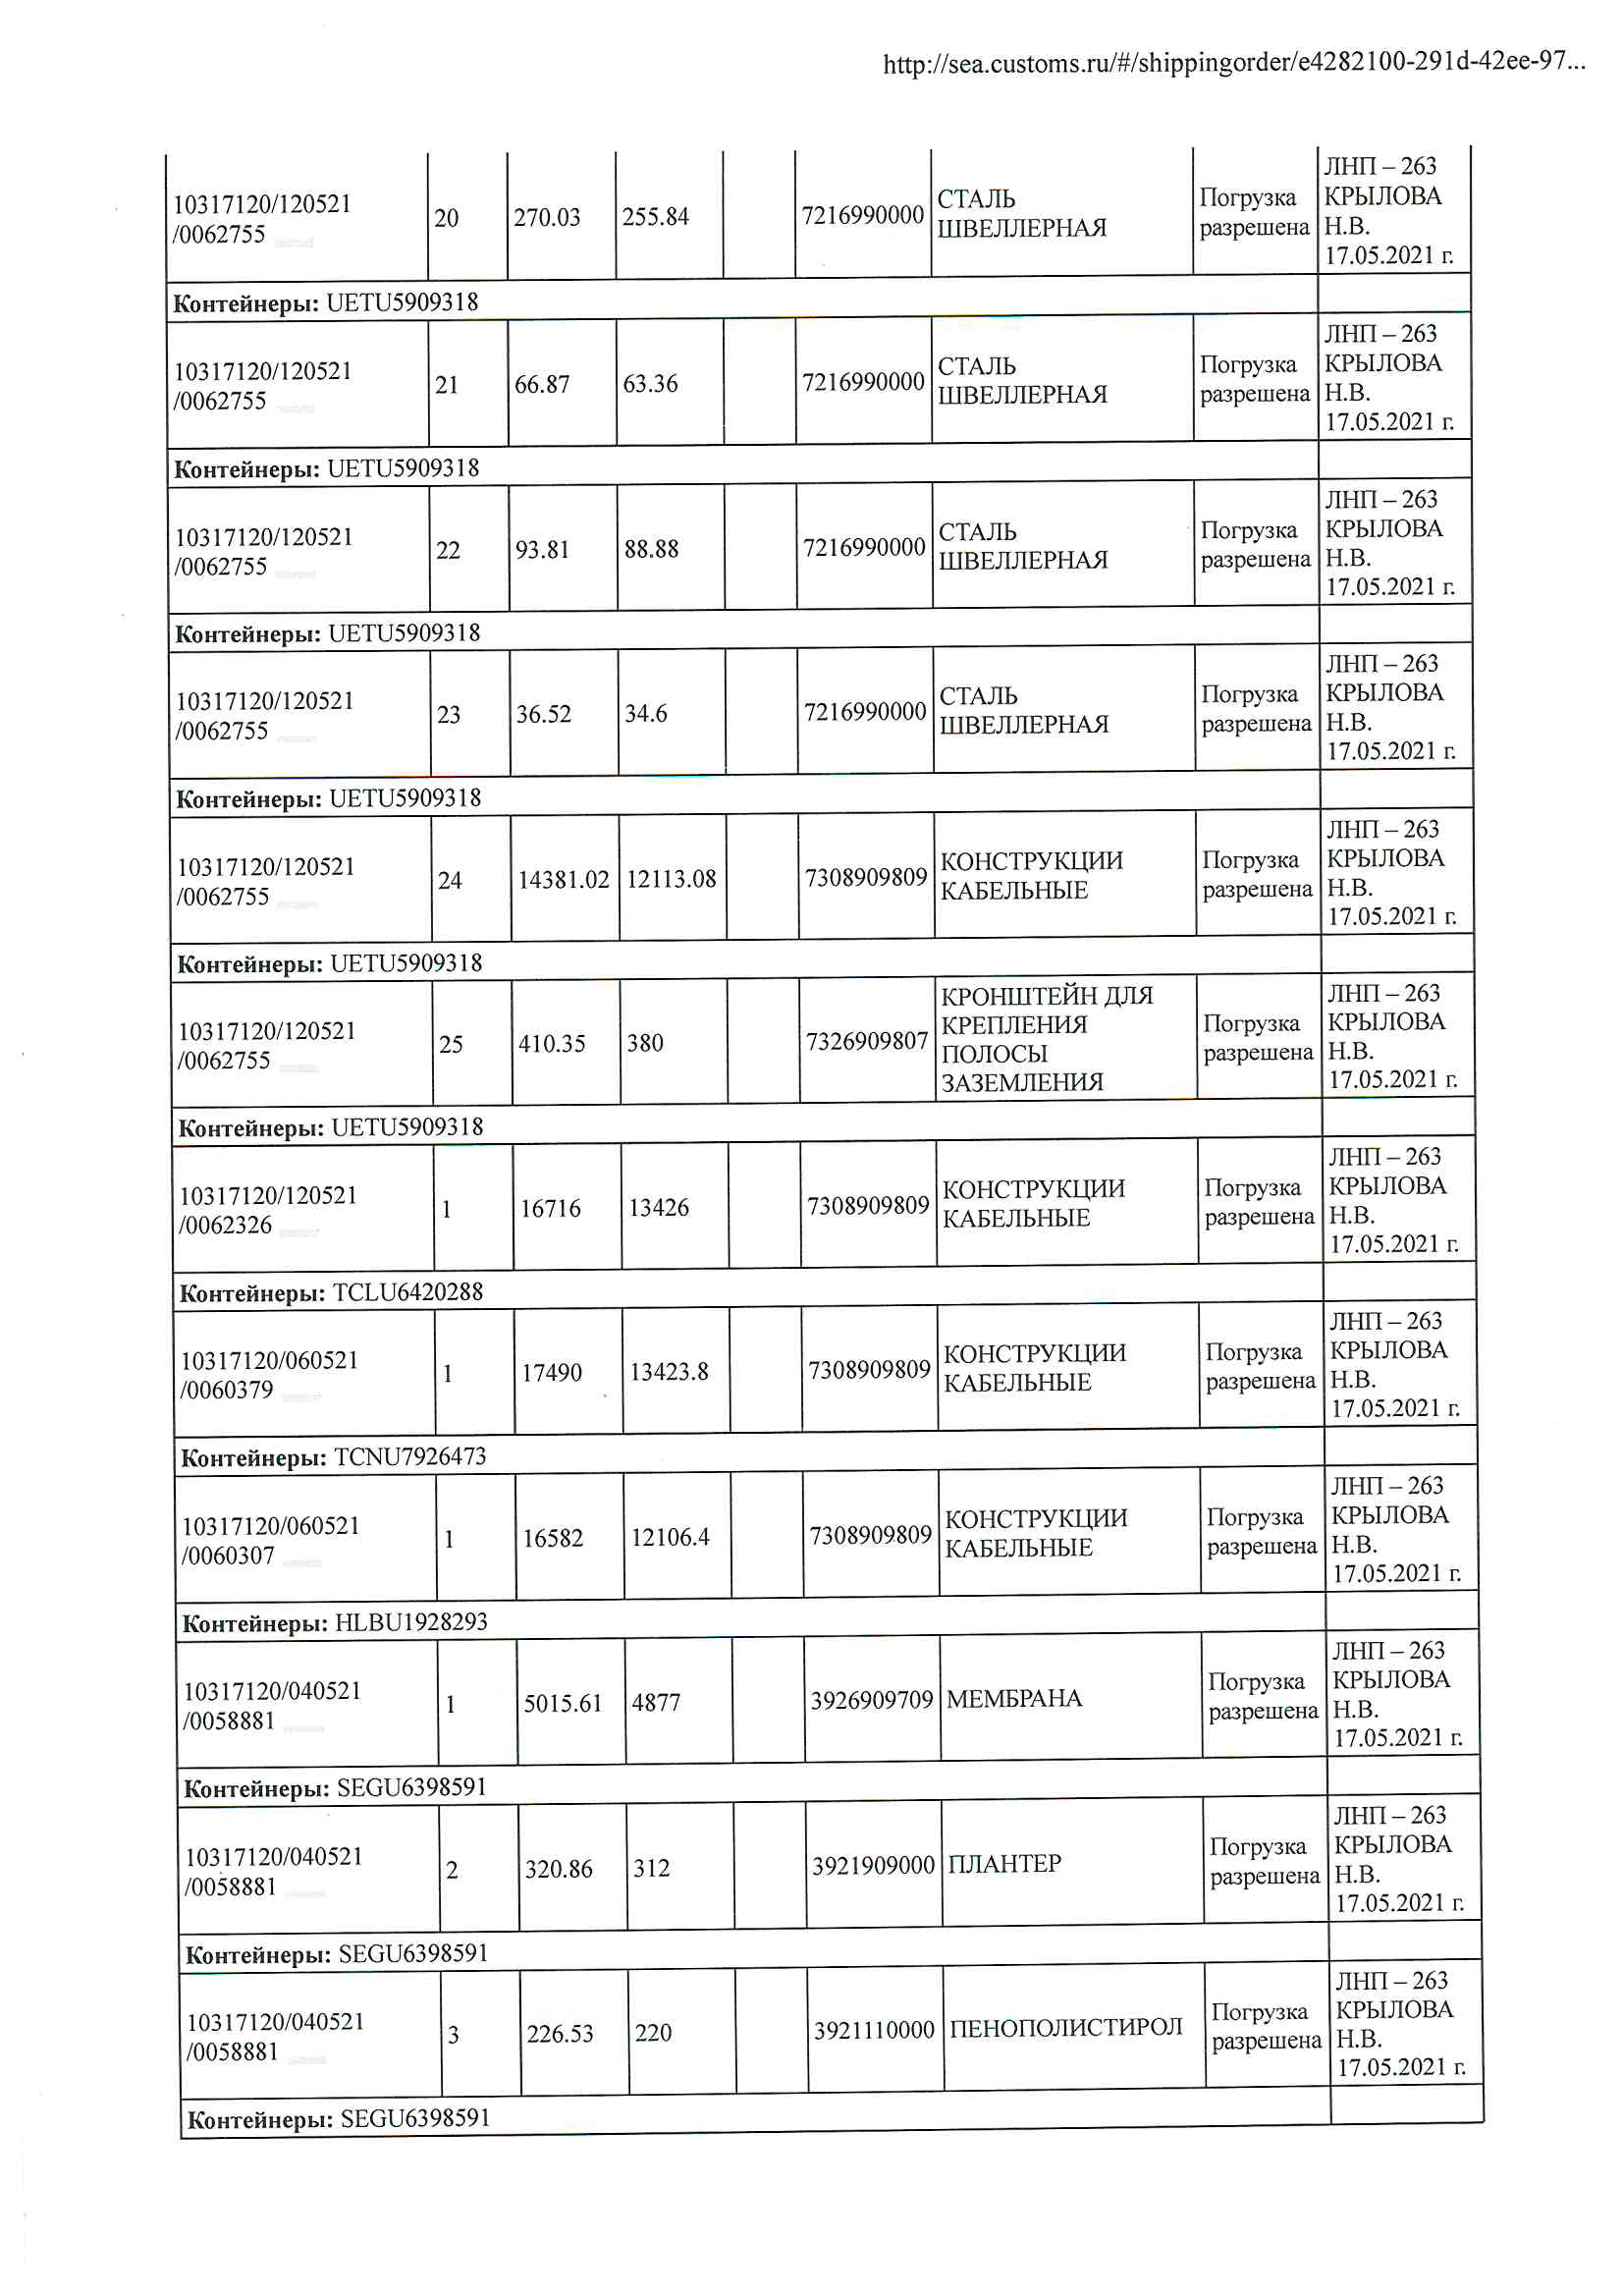 http://sea.customs.ru/#/shippingorder/e4282100-291d-42ee-97...
10317120/120521
/0062755
20
270.03
255.84
7216990000
СТАЛЬ
ШВЕЛЛЕРНАЯ
Погрузка
разрешена
ЛНП – 263
КРЫЛОВА
Н.В.
17.05.2021 г.
Контейнеры: UETU5909318
10317120/120521
/0062755
21
66.87
63.36
7216990000
СТАЛЬ
ШВЕЛЛЕРНАЯ
Погрузка
разрешена
ЛНП – 263
КРЫЛОВА
Н.В.
17.05.2021 г.
Контейнеры: UETU5909318
10317120/120521
/0062755
22
93.81
88.88
7216990000
СТАЛЬ
ШВЕЛЛЕРНАЯ
Погрузка
разрешена
ЛНП – 263
КРЫЛОВА
Н.В.
17.05.2021 г.
Контейнеры: UETU5909318
10317120/120521
/0062755
23
36.52
34.6
7216990000
СТАЛЬ
ШВЕЛЛЕРНАЯ
Погрузка
разрешена
ЛНП – 263
КРЫЛОВА
Н.В.
17.05.2021 г.
Контейнеры: UETU5909318
10317120/120521
/0062755
24
14381.02
12113.08
7308909809
КОНСТРУКЦИИ
КАБЕЛЬНЫЕ
Погрузка
разрешена
ЛНП – 263
КРЫЛОВА
Н.В.
17.05.2021 г.
Контейнеры: UETU5909318
10317120/120521
/0062755
25
410.35
380
7326909807
КРОНШТЕЙН ДЛЯ
КРЕПЛЕНИЯ
ПОЛОСЫ
ЗАЗЕМЛЕНИЯ
Погрузка
разрешена
ЛНП – 263
КРЫЛОВА
Н.В.
17.05.2021 г.
Контейнеры: UETU5909318
10317120/120521
/0062326
1
16716
13426
7308909809
КОНСТРУКЦИИ
КАБЕЛЬНЫЕ
Погрузка
разрешена
ЛНП – 263
КРЫЛОВА
Н.В.
17.05.2021 г.
Контейнеры: TCLU6420288
10317120/060521
/0060379
1
17490
13423.8
7308909809
КОНСТРУКЦИИ
КАБЕЛЬНЫЕ
Погрузка
разрешена
ЛНП – 263
КРЫЛОВА
Н.В.
17.05.2021 г.
Контейнеры: TCNU7926473
10317120/060521
/0060307
1
16582
12106.4
7308909809
КОНСТРУКЦИИ
КАБЕЛЬНЫЕ
Погрузка
разрешена
ЛНП – 263
КРЫЛОВА
Н.В.
17.05.2021 г.
Контейнеры: HLBU1928293
10317120/040521
/0058881
1
5015.61
4877
3926909709
МЕМБРАНА
Погрузка
разрешена
ЛНП – 263
КРЫЛОВА
Н.В.
17.05.2021 г.
Контейнеры: SEGU6398591
10317120/040521
/0058881
2
320.86
312
3921909000
ПЛАНТЕР
Погрузка
разрешена
ЛНП – 263
КРЫЛОВА
Н.В.
17.05.2021 г.
Контейнеры: SEGU6398591
10317120/040521
/0058881
3
226.53
220
3921110000
ПЕНОПОЛИСТИРОЛ
Погрузка
разрешена
ЛНП – 263
КРЫЛОВА
Н.В.
17.05.2021 г.
Контейнеры: SEGU6398591